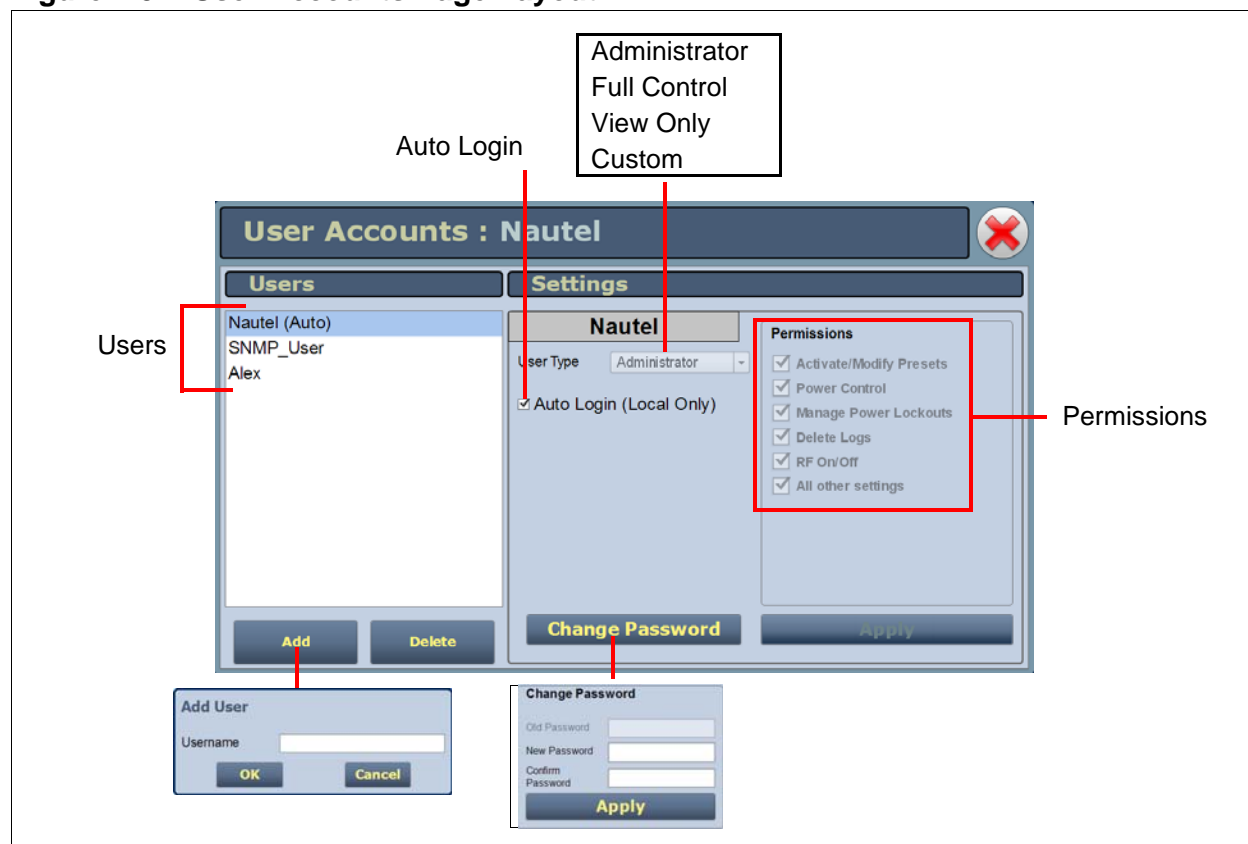 Administrator
Full Control
View Only
Custom
Auto Login
User Accounts : Nautel
Users
Settings
Users
Nautel (Auto)
SNMP_User
Alex
Nautel
User Type
Administrator
Auto Login (Local Only)
Permissions
Activate/Modify Presets
Power Control
Manage Power Lockouts
Delete Logs
RF On/Off
All other settings
Permissions
Add
Delete
Change Password
Apply
Add User
Username
OK
Cancel
Change Password
Old Password
New Password
Confirm
Password
Apply